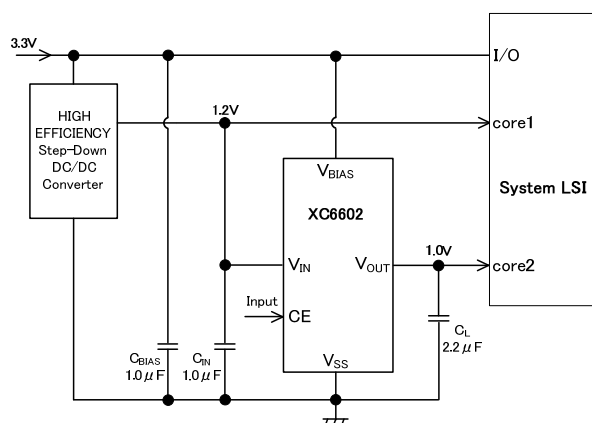 3.3V
I/O
HIGH
EFFICIENCY
Step-Down
DC/DC
Converter
1.2V
core1
VBIAS
System LSI
XC6602
VIN
VOUT
1.0V
core2
Input
CE
CBIAS
1.0μF
CIN
1.0μF
CL
2.2μF
VSS